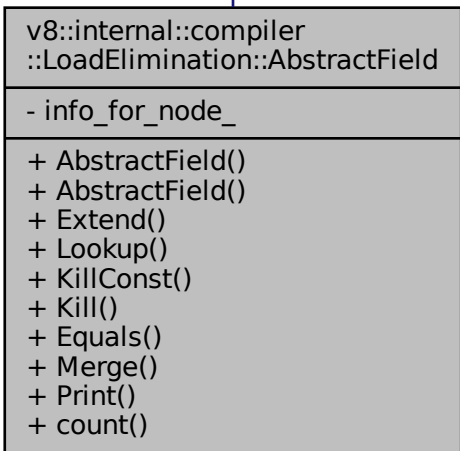 v8::internal::compiler
::LoadElimination::AbstractField
- info_for_node_
+ AbstractField()
+ AbstractField()
+ Extend()
+ Lookup()
+ KillConst()
+ Kill()
+ Equals()
+ Merge()
+ Print()
+ count()